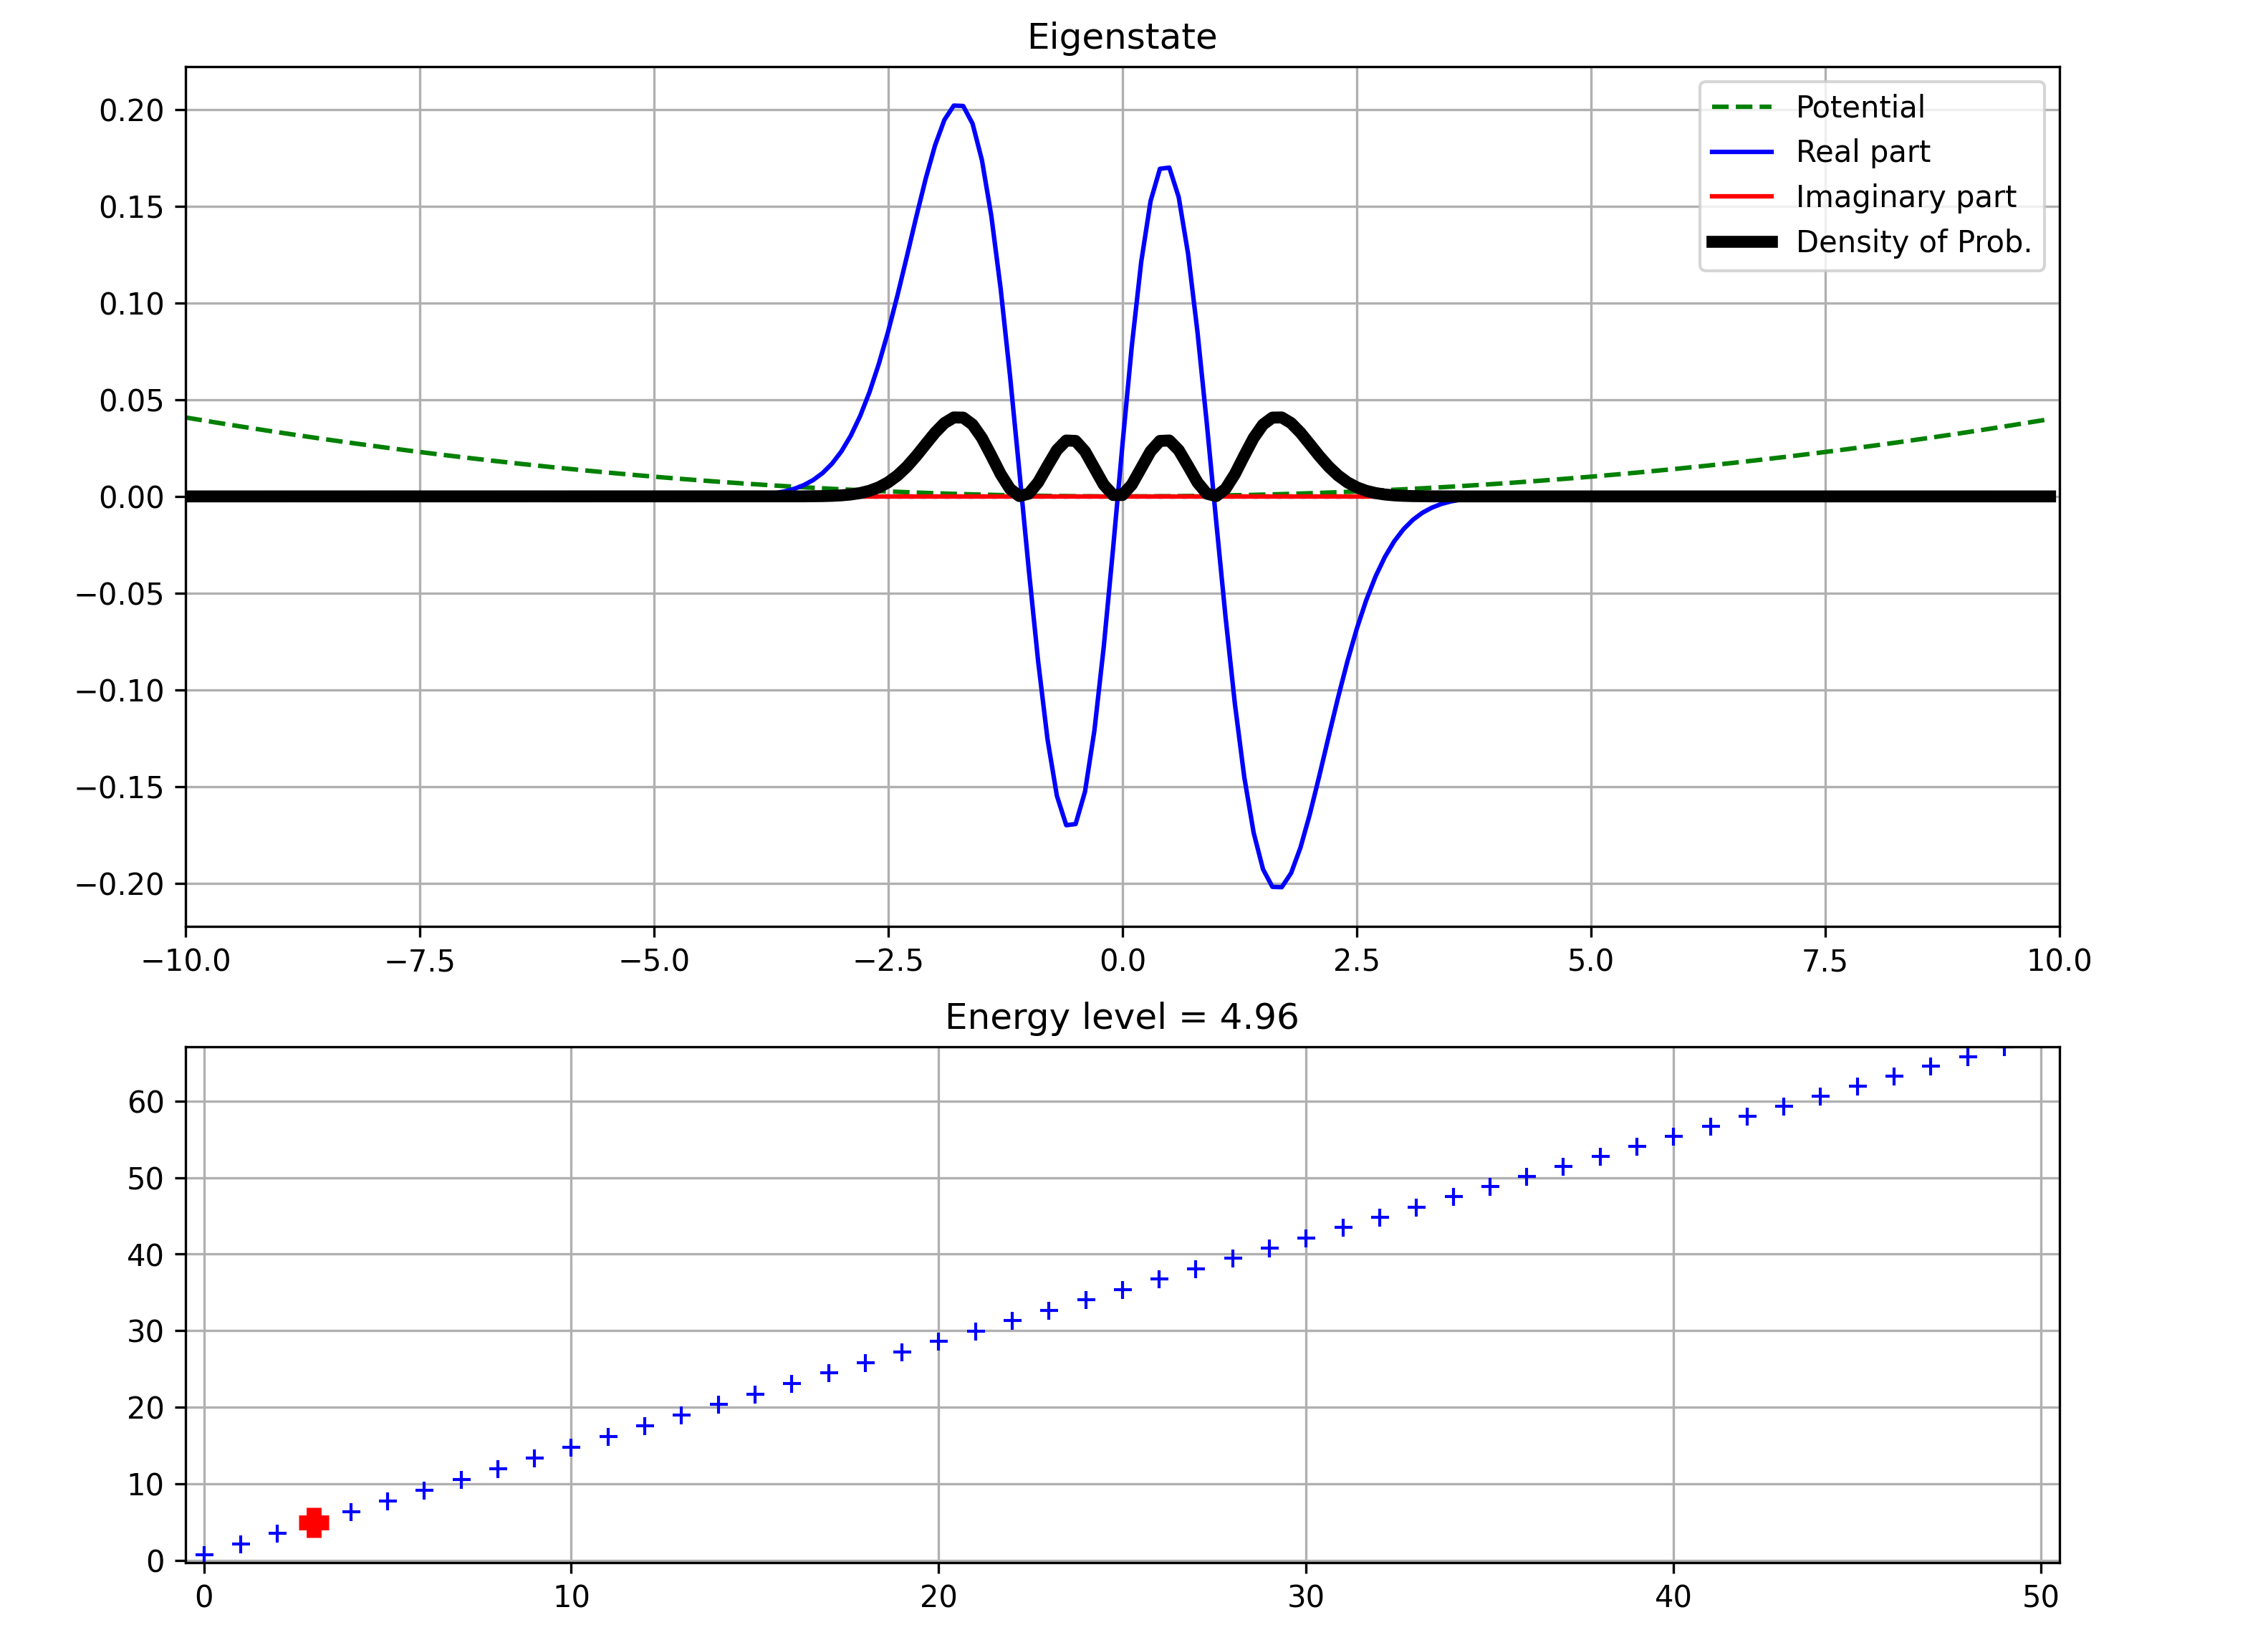 Eigenstate
0.20
0.15
0.10
0.05
0.00
−0.05
−0.10
−0.15
−0.20
Potential
Real part
Imaginary part
Density of Prob.
−10.0 −7.5 −5.0 −2.5 0.0 2.5 5.0 7.5 10.0
Energy level = 4.96
60
50
40
30
20
10
0
0 10 20 30 40 50